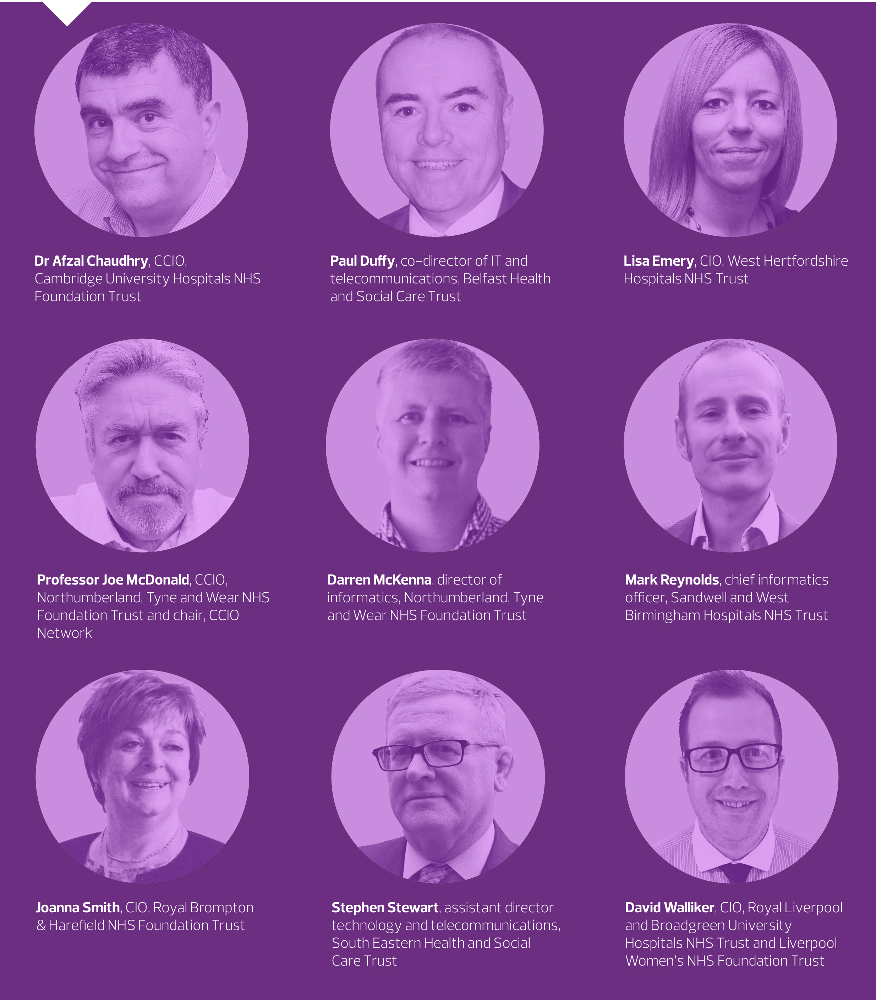 Dr Afzal Chaudhry, CCIO,
Cambridge University Hospitals NHS
Foundation Trust
Paul Duffy, co-director of IT and
telecommunications, Belfast Health
and Social Care Trust
Lisa Emery, CIO, West Hertfordshire
Hospitals NHS Trust
Professor Joe McDonald, CCIO,
Northumberland, Tyne and Wear NHS
Foundation Trust and chair, CCIO
Network
Darren McKenna, director of
informatics, Northumberland, Tyne
and Wear NHS Foundation Trust
Mark Reynolds, chief informatics
officer, Sandwell and West
Birmingham Hospitals NHS Trust
Joanna Smith, CIO, Royal Brompton
& Harefield NHS Foundation Trust
Stephen Stewart, assistant director
technology and telecommunications,
South Eastern Health and Social
Care Trust
David Walliker, CIO, Royal Liverpool
and Broadgreen University
Hospitals NHS Trust and Liverpool
Women's NHS Foundation Trust